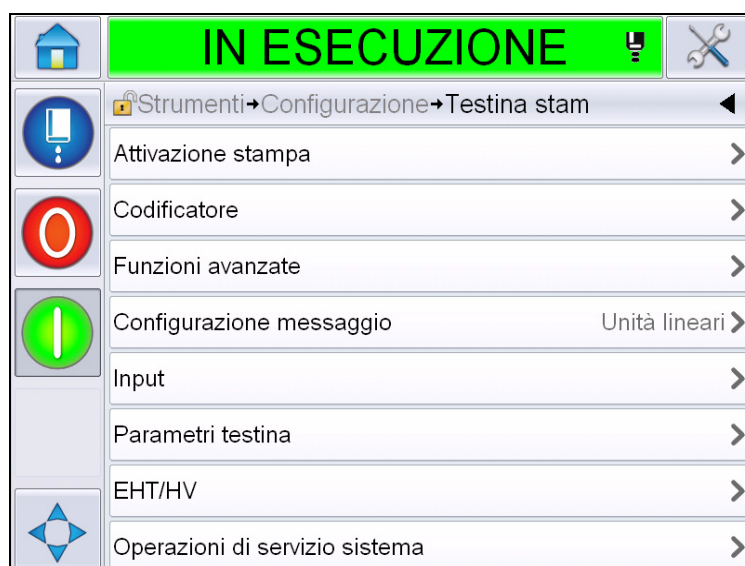 IN ESECUZIONE
Strumenti→Configurazione→Testina stam
Attivazione stampa
Codificatore
Funzioni avanzate
Configurazione messaggio Unità lineari
Input
Parametri testina
EHT/HV
Operazioni di servizio sistema